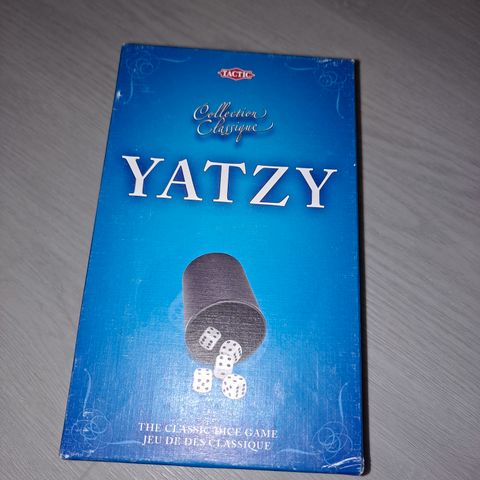 TACTIC
Collection
Classique
YATZY
THE CLASSIC DICE GAME
JEU DE DÉS CLASSIQUE